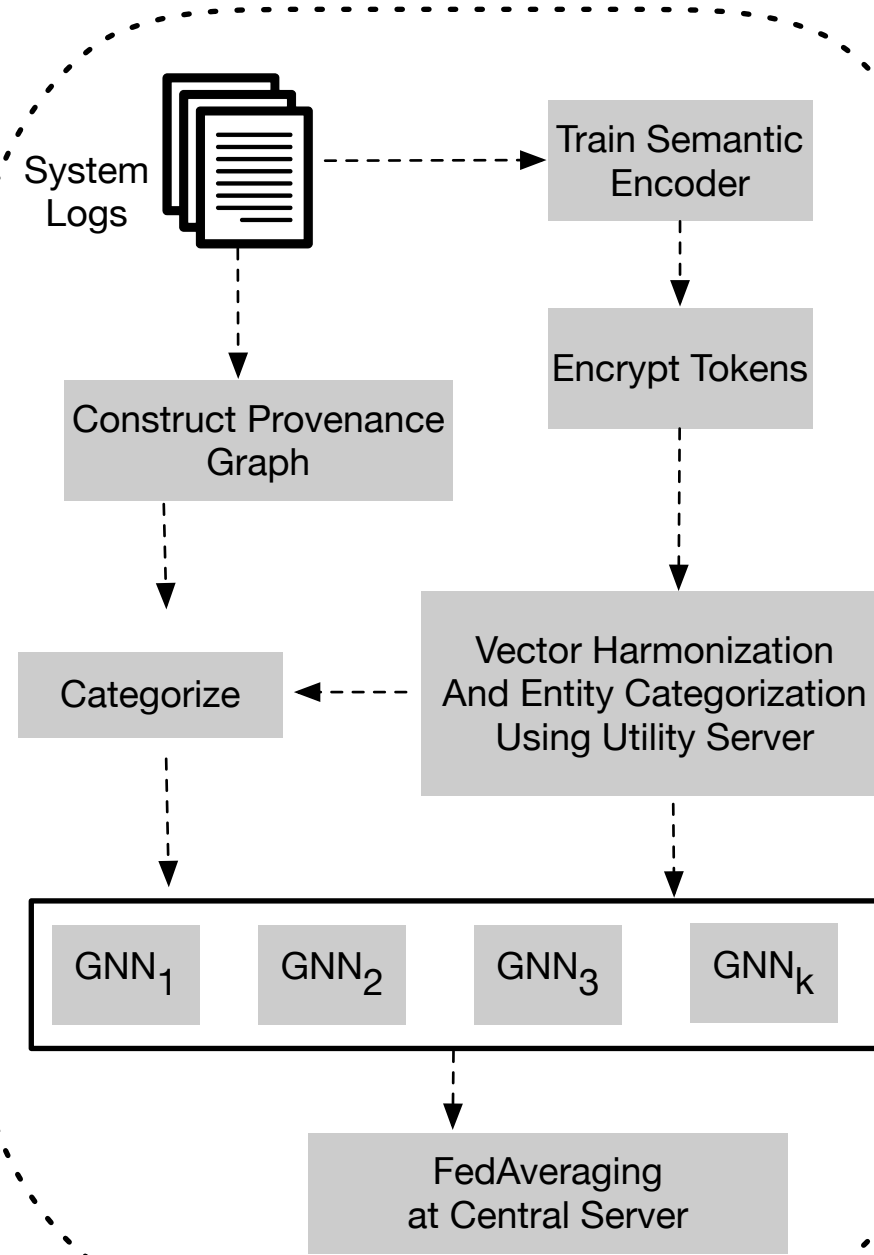 System
Logs
Train Semantic
Encoder
Encrypt Tokens
Construct Provenance
Graph
Vector Harmonization
And Entity Categorization
Using Utility Server
Categorize
GNN1
GNN2
GNN3
GNNk
FedAveraging
at Central Server